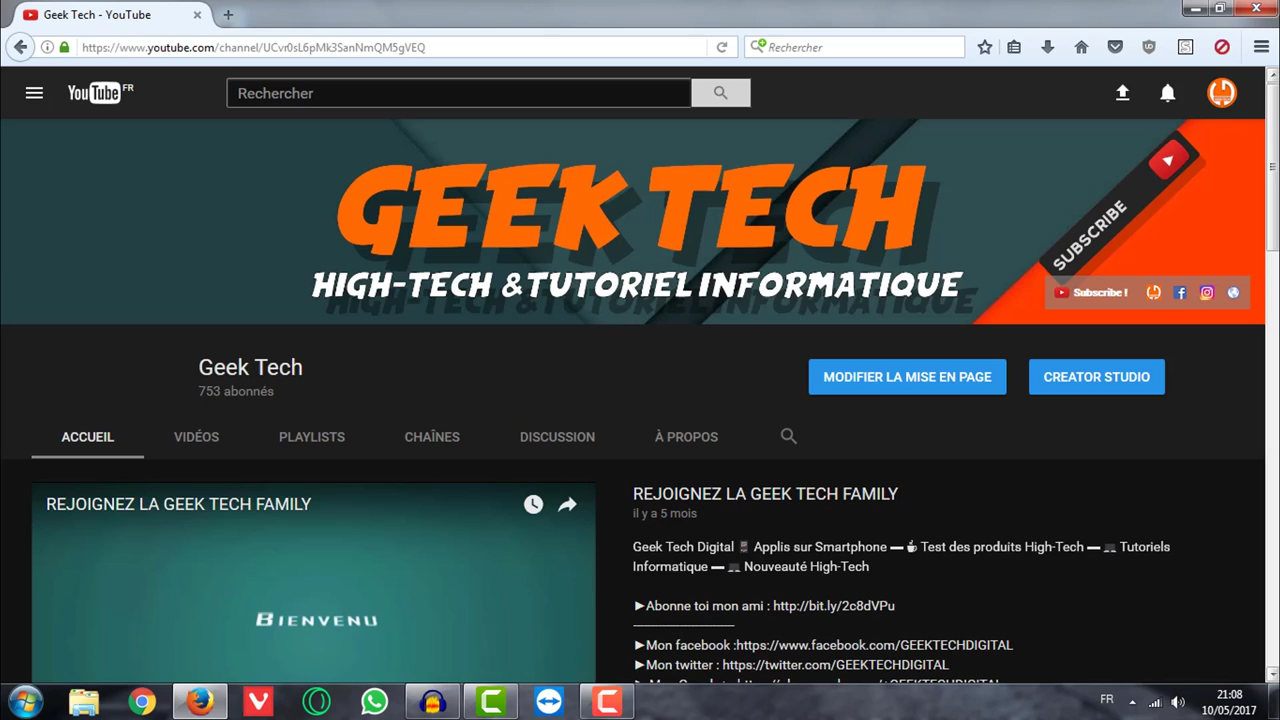 Geek Tech - YouTube
https://www.youtube.com/channel/UCvr0sL6pMk3SanNmQM5gVEQ
Rechercher
YouTube FR
Rechercher
GEEK TECH
HIGH-TECH & TUTORIEL INFORMATIQUE
SUBSCRIBE
Subscribe !
Geek Tech
753 abonnés
MODIFIER LA MISE EN PAGE
CREATOR STUDIO
ACCUEIL
VIDÉOS
PLAYLISTS
CHAÎNES
DISCUSSION
À PROPOS
REJOIGNEZ LA GEEK TECH FAMILY
BIENVENU
REJOIGNEZ LA GEEK TECH FAMILY
il y a 5 mois
Geek Tech Digital Applis sur Smartphone ▬ Test des produits High-Tech ▬ Tutoriels
Informatique ▬ Nouveauté High-Tech
►Abonne toi mon ami : http://bit.ly/2c8dVPu
►Mon facebook :https://www.facebook.com/GEEKTECHDIGITAL
►Mon twitter : https://twitter.com/GEEKTECHDIGITAL
FR
21:08
10/05/2017